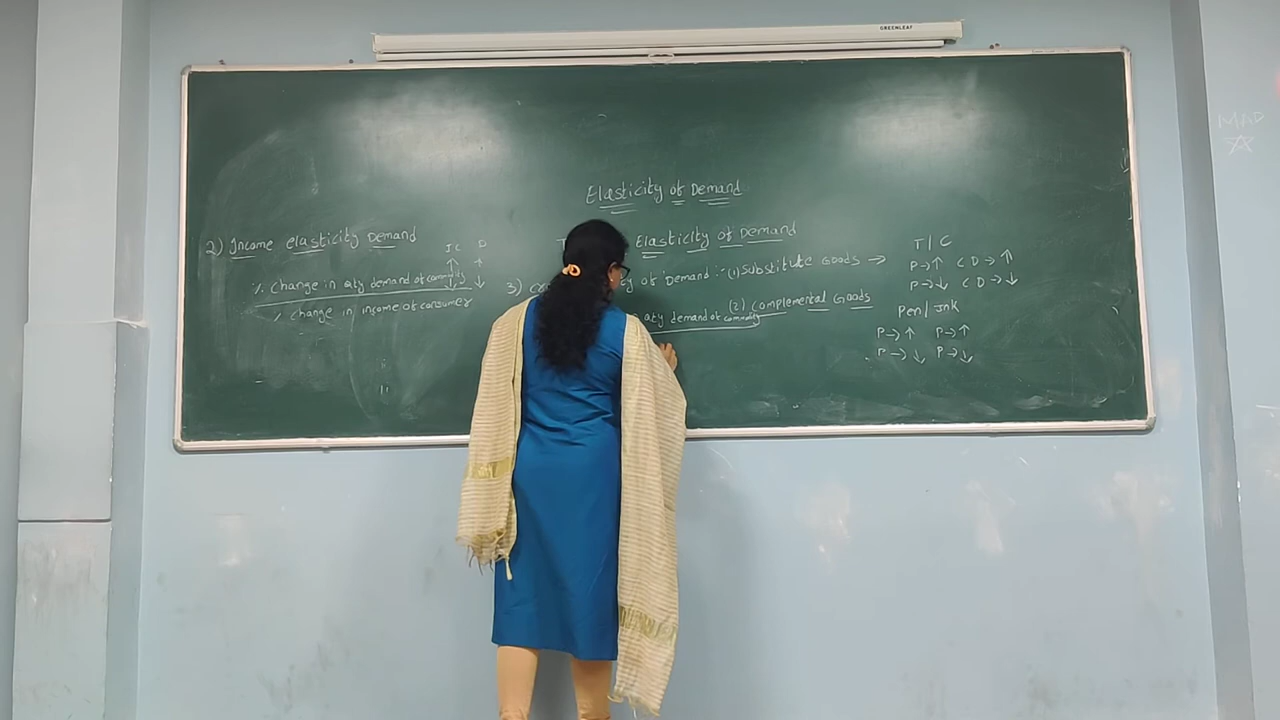 GREENLEAF
MAD
Elasticity of Demand
2) Income elasticity Demand
IC D
↑ ↑
↓ ↓
% change in qty demand of commodity
% change in income of consumer
Elasticity of Demand
3) of Demand :- (1) Substitute Goods →
(2) Complemental Goods
qty demand of commodity
T / C
P→↑ C D→↑
P→↓ C D→↓
Pen / Ink
P→↑ P→↑
P→↓ P→↓